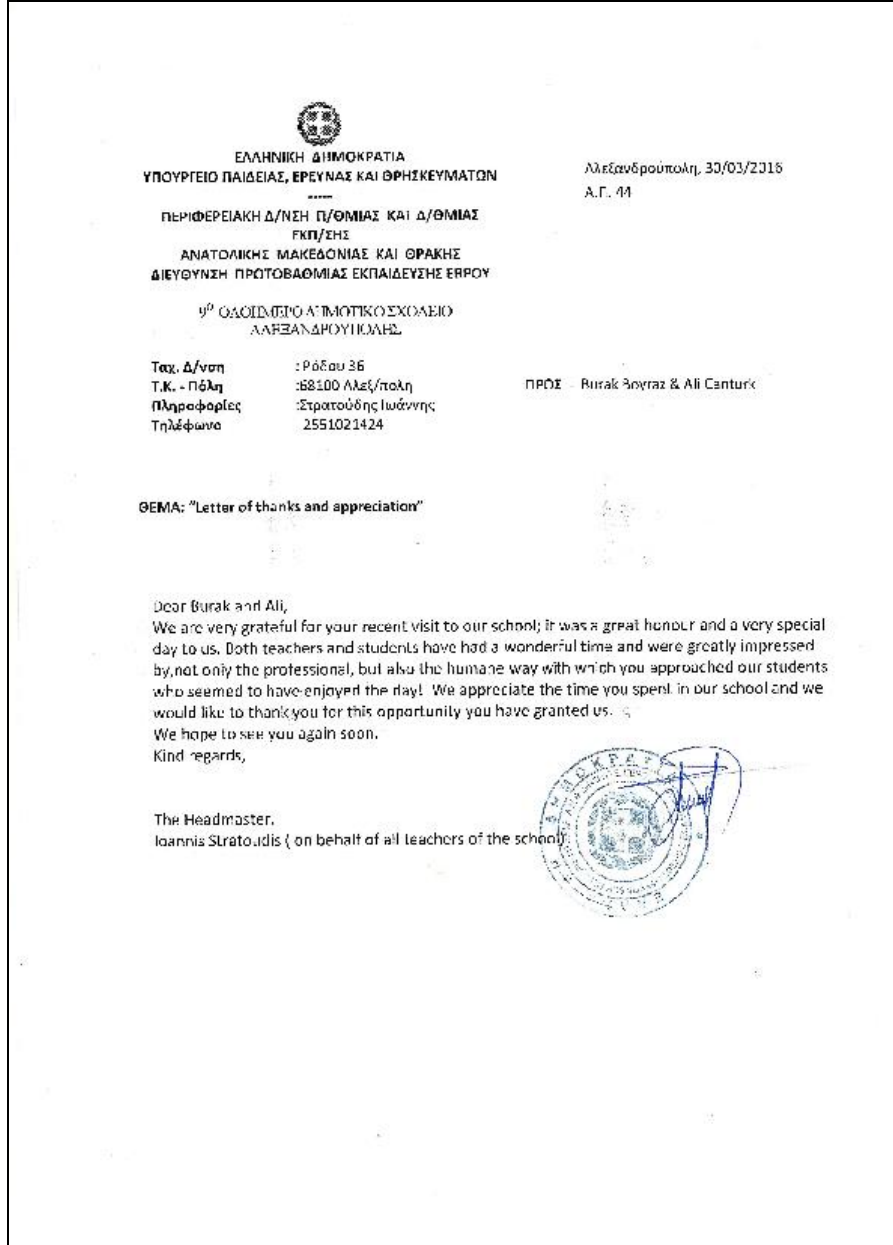 ΕΛΛΗΝΙΚΗ ΔΗΜΟΚΡΑΤΙΑ
ΥΠΟΥΡΓΕΙΟ ΠΑΙΔΕΙΑΣ, ΕΡΕΥΝΑΣ ΚΑΙ ΘΡΗΣΚΕΥΜΑΤΩΝ
-----
ΠΕΡΙΦΕΡΕΙΑΚΗ Δ/ΝΣΗ Π/ΘΜΙΑΣ ΚΑΙ Δ/ΘΜΙΑΣ
ΕΚΠ/ΣΗΣ
ΑΝΑΤΟΛΙΚΗΣ ΜΑΚΕΔΟΝΙΑΣ ΚΑΙ ΘΡΑΚΗΣ
ΔΙΕΥΘΥΝΣΗ ΠΡΩΤΟΒΑΘΜΙΑΣ ΕΚΠΑΙΔΕΥΣΗΣ ΕΒΡΟΥ
Αλεξανδρούπολη, 30/03/2016
Α.Π. 44
9ο ΟΛΟΗΜΕΡΟ ΔΗΜΟΤΙΚΟ ΣΧΟΛΕΙΟ
ΑΛΕΞΑΝΔΡΟΥΠΟΛΗΣ
Ταχ. Δ/νση : Ρόδου 36
Τ.Κ. - Πόλη :68100 Αλεξ/πολη
Πληροφορίες :Στρατούδης Ιωάννης
Τηλέφωνο 2551021424
ΠΡΟΣ - Burak Boyraz & Ali Canturk
ΘΕΜΑ: "Letter of thanks and appreciation"
Dear Burak and Ali,
We are very grateful for your recent visit to our school; it was a great honour and a very special
day to us. Both teachers and students have had a wonderful time and were greatly impressed
by,not only the professional, but also the humane way with which you approached our students
who seemed to have enjoyed the day! We appreciate the time you spent in our school and we
would like to thank you for this opportunity you have granted us.
We hope to see you again soon.
Kind regards,
The Headmaster,
Ioannis Stratoudis ( on behalf of all teachers of the school)